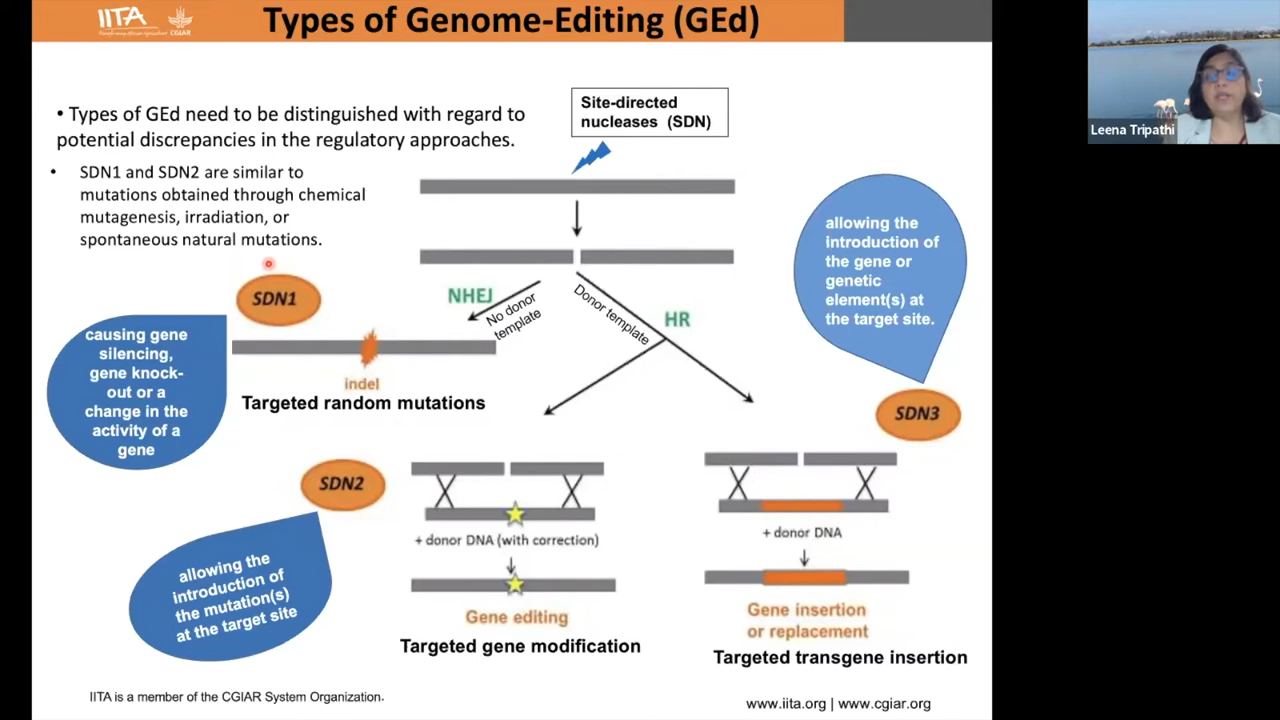 IITA
Transforming African Agriculture
CGIAR
Types of Genome-Editing (GEd)
• Types of GEd need to be distinguished with regard to
potential discrepancies in the regulatory approaches.
• SDN1 and SDN2 are similar to
mutations obtained through chemical
mutagenesis, irradiation, or
spontaneous natural mutations.
Site-directed
nucleases (SDN)
Leena Tripathi
allowing the
introduction of
the gene or
genetic
element(s) at
the target site.
SDN1
NHEJ
No donor
template
Donor template
HR
causing gene
silencing,
gene knock-
out or a
change in the
activity of a
gene
indel
Targeted random mutations
SDN3
SDN2
+ donor DNA (with correction)
+ donor DNA
allowing the
introduction of
the mutation(s)
at the target site
Gene editing
Targeted gene modification
Gene insertion
or replacement
Targeted transgene insertion
IITA is a member of the CGIAR System Organization.
www.iita.org | www.cgiar.org